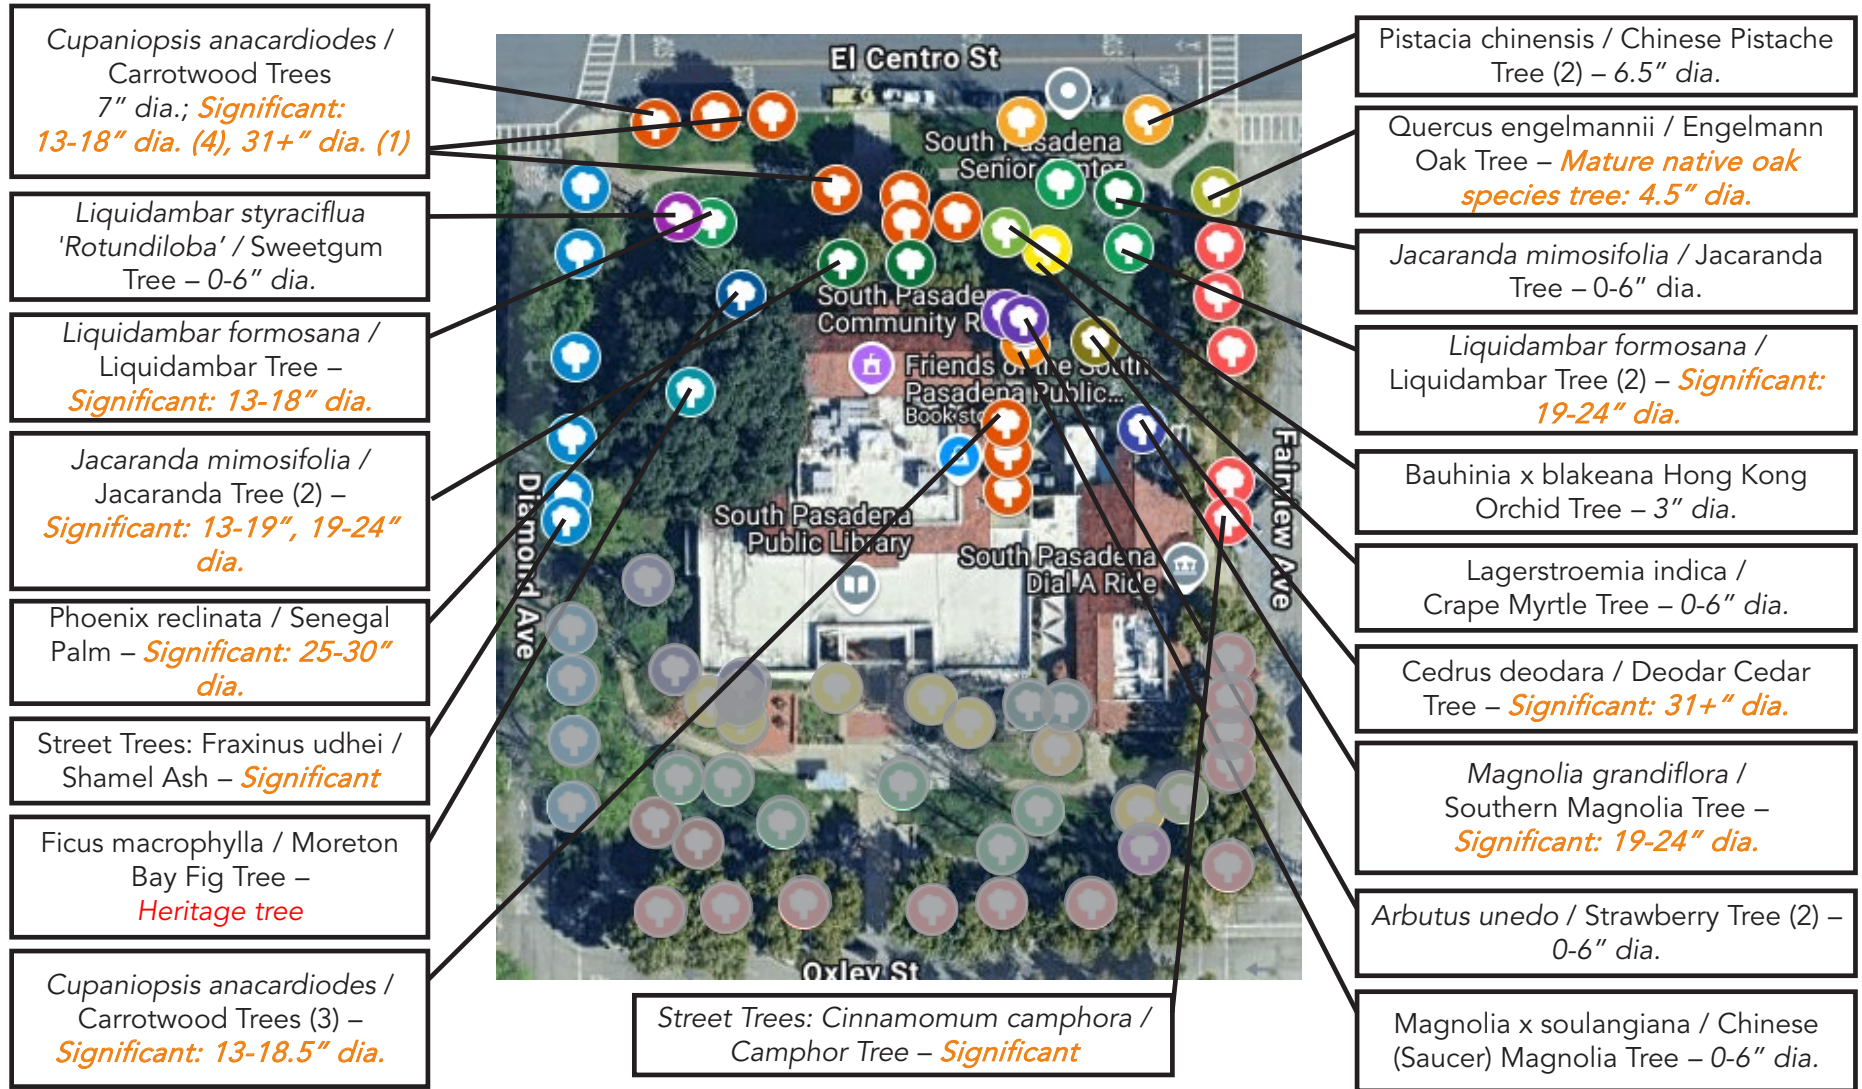 Cupaniopsis anacardiodes /
Carrotwood Trees
7” dia.; Significant:
13-18” dia. (4), 31+” dia. (1)
Liquidambar styraciflua
'Rotundiloba’ / Sweetgum
Tree – 0-6” dia.
Liquidambar formosana /
Liquidambar Tree –
Significant: 13-18” dia.
Jacaranda mimosifolia /
Jacaranda Tree (2) –
Significant: 13-19”, 19-24”
dia.
Phoenix reclinata / Senegal
Palm – Significant: 25-30”
dia.
Street Trees: Fraxinus udhei /
Shamel Ash – Significant
Ficus macrophylla / Moreton
Bay Fig Tree –
Heritage tree
Cupaniopsis anacardiodes /
Carrotwood Trees (3) –
Significant: 13-18.5” dia.
El Centro St
South Pasadena
Senior
South Pasadena
Community
Friends of the South
Pasadena Public...
Book
Diamond Ave
Fairview Ave
South Pasadena
Public Library
South Pasadena
Dial A Ride
Oxley St
Street Trees: Cinnamomum camphora /
Camphor Tree – Significant
Pistacia chinensis / Chinese Pistache
Tree (2) – 6.5” dia.
Quercus engelmannii / Engelmann
Oak Tree – Mature native oak
species tree: 4.5” dia.
Jacaranda mimosifolia / Jacaranda
Tree – 0-6” dia.
Liquidambar formosana /
Liquidambar Tree (2) – Significant:
19-24” dia.
Bauhinia x blakeana Hong Kong
Orchid Tree – 3” dia.
Lagerstroemia indica /
Crape Myrtle Tree – 0-6” dia.
Cedrus deodara / Deodar Cedar
Tree – Significant: 31+” dia.
Magnolia grandiflora /
Southern Magnolia Tree –
Significant: 19-24” dia.
Arbutus unedo / Strawberry Tree (2) –
0-6” dia.
Magnolia x soulangiana / Chinese
(Saucer) Magnolia Tree – 0-6” dia.